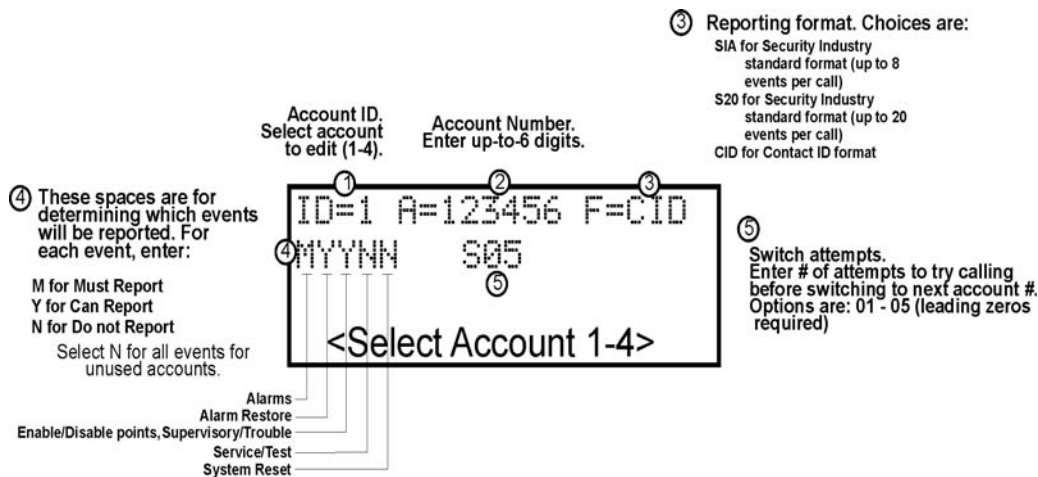 ③ Reporting format. Choices are:
SIA for Security Industry
standard format (up to 8
events per call)
S20 for Security Industry
standard format (up to 20
events per call)
CID for Contact ID format
Account ID.
Select account
to edit (1-4).
Account Number.
Enter up-to-6 digits.
④ These spaces are for
determining which events
will be reported. For
each event, enter:
M for Must Report
Y for Can Report
N for Do not Report
Select N for all events for
unused accounts.
① ② ③
ID=1 A=123456 F=CID
④ MYYNN S05
⑤
<Select Account 1-4>
⑤
Switch attempts.
Enter # of attempts to try calling
before switching to next account #.
Options are: 01 - 05 (leading zeros
required)
Alarms
Alarm Restore
Enable/Disable points, Supervisory/Trouble
Service/Test
System Reset